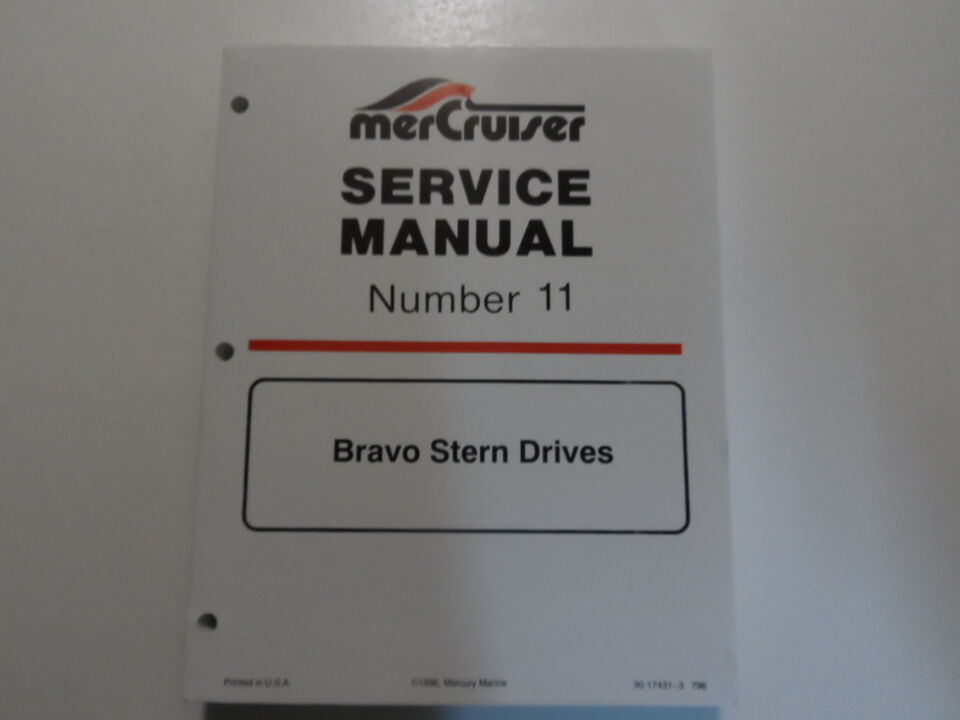 merCruiser
SERVICE
MANUAL
Number 11
Bravo Stern Drives
Printed in U.S.A.
©1996, Mercury Marine
90-17431--3 796